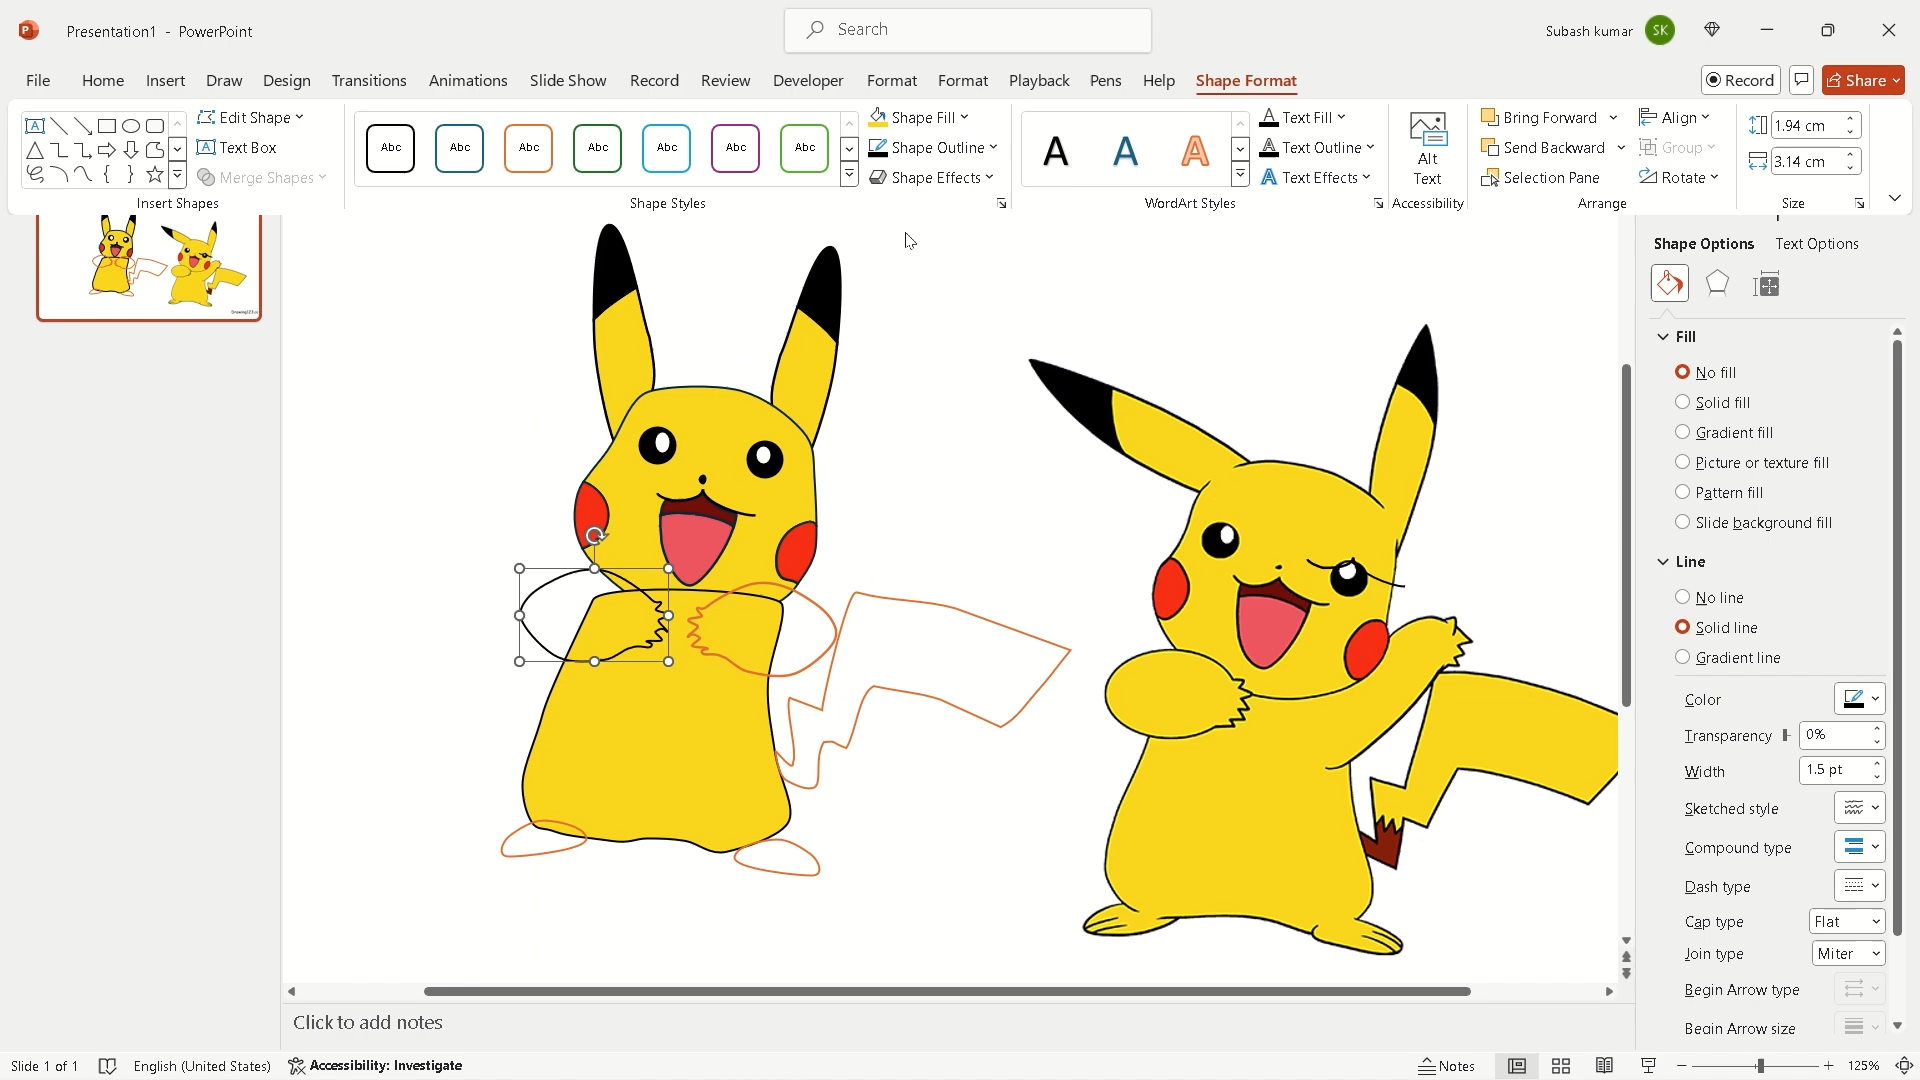 Presentation1 - PowerPoint
Search
Subash kumar SK
File Home Insert Draw Design Transitions Animations Slide Show Record Review Developer Format Format Playback Pens Help Shape Format
Record Share
A Edit Shape
Text Box
Merge Shapes
Insert Shapes
Abc Abc Abc Abc Abc Abc Abc
Shape Fill
Shape Outline
Shape Effects
Shape Styles
A A A
Text Fill
Text Outline
Text Effects
WordArt Styles
Alt
Text
Accessibility
Bring Forward
Send Backward
Selection Pane
Align
Group
Rotate
Arrange
1.94 cm
3.14 cm
Size
Shape Options Text Options
Fill
No fill
Solid fill
Gradient fill
Picture or texture fill
Pattern fill
Slide background fill
Line
No line
Solid line
Gradient line
Color
Transparency 0%
Width 1.5 pt
Sketched style
Compound type
Dash type
Cap type Flat
Join type Miter
Begin Arrow type
Begin Arrow size
Click to add notes
Slide 1 of 1 English (United States) Accessibility: Investigate Notes 125%